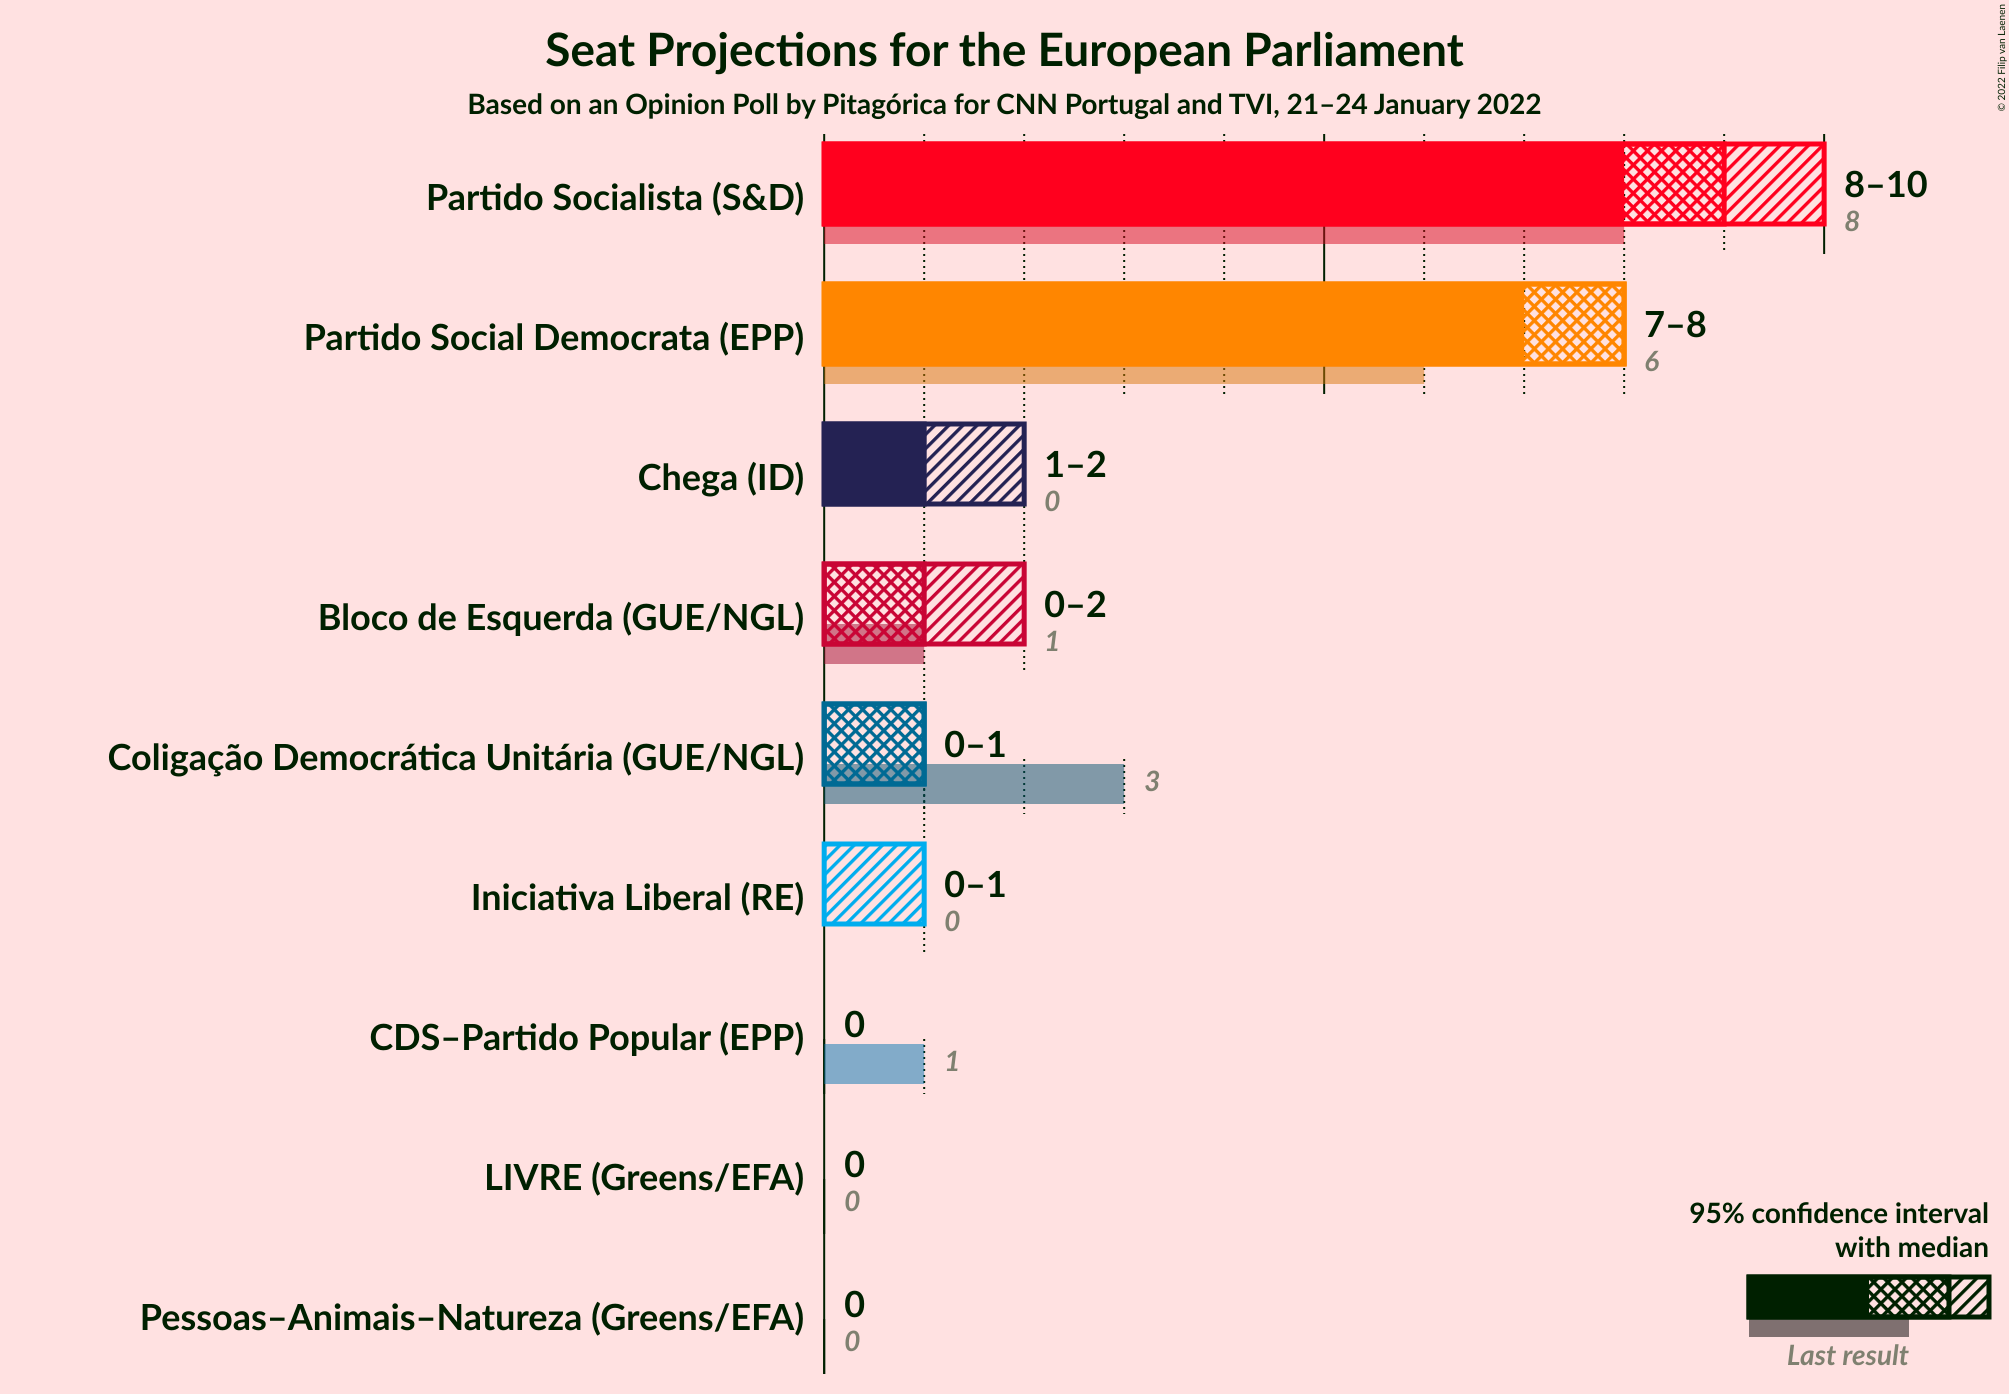 Seat Projections for the European Parliament
Based on an Opinion Poll by Pitagórica for CNN Portugal and TVI, 21–24 January 2022
© 2022 Filip van Laenen
Partido Socialista (S&D)
8–10
8
Partido Social Democrata (EPP)
7–8
6
Chega (ID)
1–2
0
Bloco de Esquerda (GUE/NGL)
0–2
1
Coligação Democrática Unitária (GUE/NGL)
0–1
3
Iniciativa Liberal (RE)
0–1
0
CDS–Partido Popular (EPP)
0
1
LIVRE (Greens/EFA)
0
0
Pessoas–Animais–Natureza (Greens/EFA)
0
0
95% confidence interval
with median
Last result